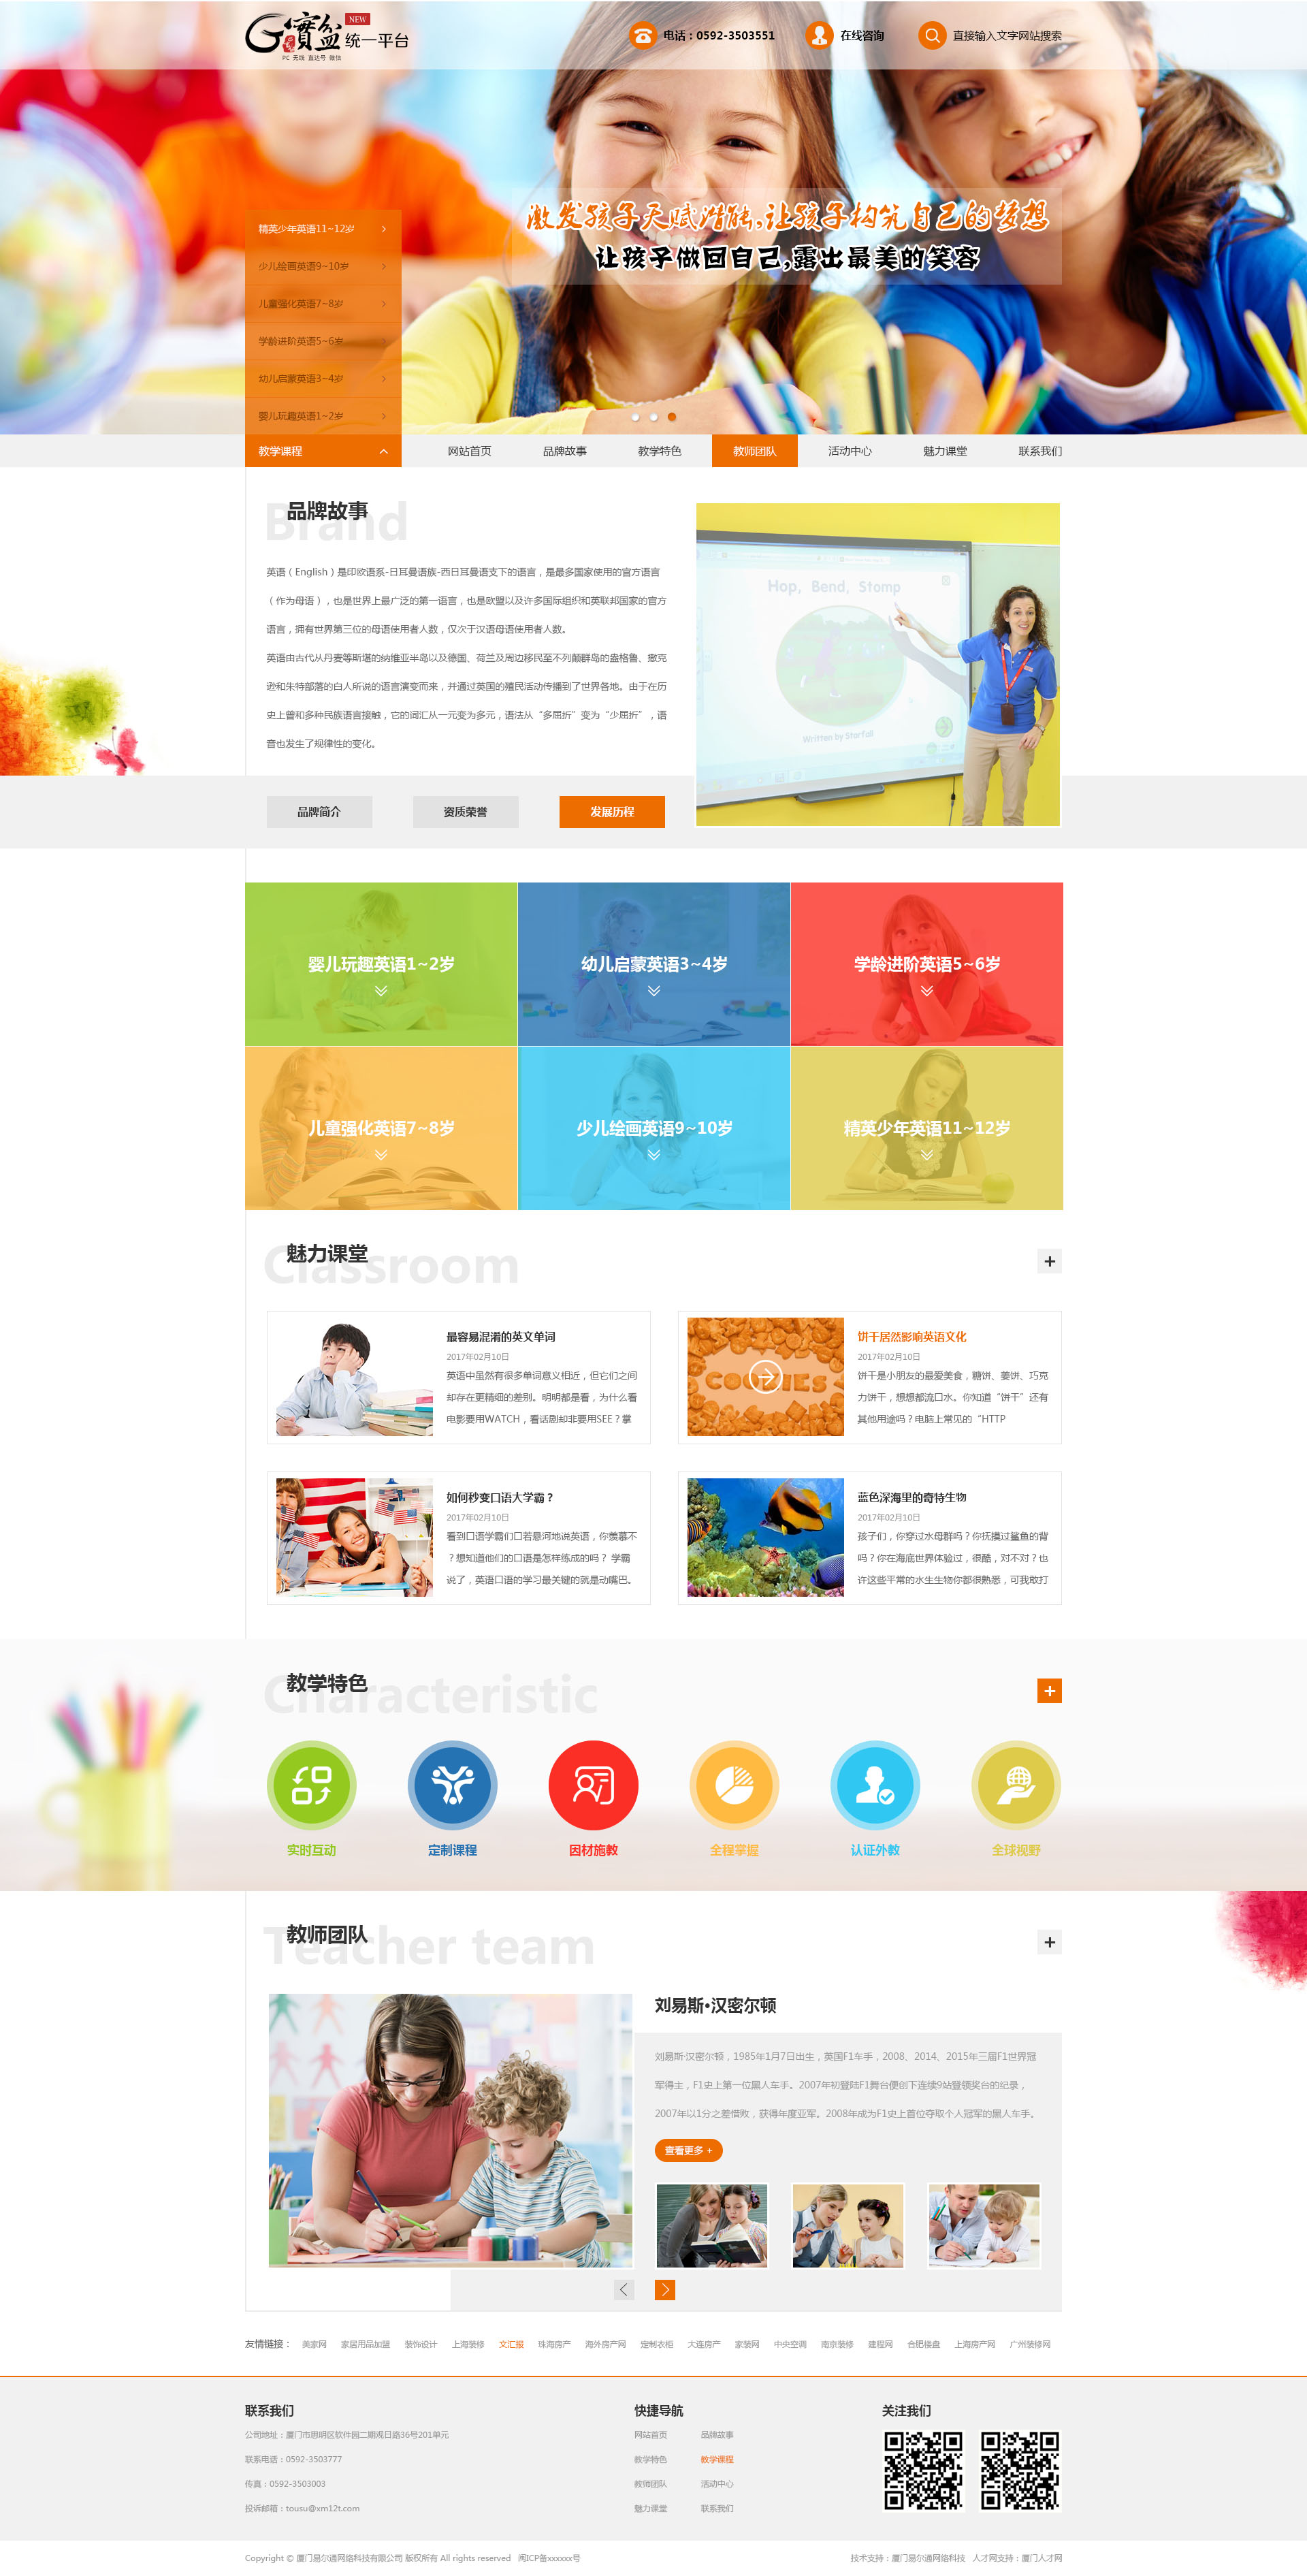 G寶盆
NEW
统一平台
PC 无线 直达号 微信
电话：0592-3503551
在线咨询
直接输入文字网站搜索
激发孩子天赋潜能,让孩子构筑自己的梦想
让孩子做回自己,露出最美的笑容
精英少年英语11~12岁
少儿绘画英语9~10岁
儿童强化英语7~8岁
学龄进阶英语5~6岁
幼儿启蒙英语3~4岁
婴儿玩趣英语1~2岁
教学课程
网站首页
品牌故事
教学特色
教师团队
活动中心
魅力课堂
联系我们
Brand
品牌故事
英语（English）是印欧语系-日耳曼语族-西日耳曼语支下的语言，是最多国家使用的官方语言
（作为母语），也是世界上最广泛的第一语言，也是欧盟以及许多国际组织和英联邦国家的官方
语言，拥有世界第三位的母语使用者人数，仅次于汉语母语使用者人数。
英语由古代从丹麦等斯堪的纳维亚半岛以及德国、荷兰及周边移民至不列颠群岛的盎格鲁、撒克
逊和朱特部落的白人所说的语言演变而来，并通过英国的殖民活动传播到了世界各地。由于在历
史上曾和多种民族语言接触，它的词汇从一元变为多元，语法从“多屈折”变为“少屈折”，语
音也发生了规律性的变化。
Hop, Bend, Stomp
Written by Starfall
品牌简介
资质荣誉
发展历程
婴儿玩趣英语1~2岁
幼儿启蒙英语3~4岁
学龄进阶英语5~6岁
儿童强化英语7~8岁
少儿绘画英语9~10岁
精英少年英语11~12岁
Classroom
魅力课堂
+
最容易混淆的英文单词
2017年02月10日
英语中虽然有很多单词意义相近，但它们之间
却存在更精细的差别。明明都是看，为什么看
电影要用WATCH，看话剧却非要用SEE？掌
COOKIES
饼干居然影响英语文化
2017年02月10日
饼干是小朋友的最爱美食，糖饼、姜饼、巧克
力饼干，想想都流口水。你知道“饼干”还有
其他用途吗？电脑上常见的“HTTP
如何秒变口语大学霸？
2017年02月10日
看到口语学霸们口若悬河地说英语，你羡慕不
？想知道他们的口语是怎样练成的吗？ 学霸
说了，英语口语的学习最关键的就是动嘴巴。
蓝色深海里的奇特生物
2017年02月10日
孩子们，你穿过水母群吗？你抚摸过鲨鱼的背
吗？你在海底世界体验过，很酷，对不对？也
许这些平常的水生生物你都很熟悉，可我敢打
Characteristic
教学特色
+
实时互动
定制课程
因材施教
全程掌握
认证外教
全球视野
Teacher team
教师团队
+
刘易斯•汉密尔顿
刘易斯·汉密尔顿，1985年1月7日出生，英国F1车手，2008、2014、2015年三届F1世界冠
军得主，F1史上第一位黑人车手。2007年初登陆F1舞台便创下连续9站登领奖台的纪录，
2007年以1分之差惜败，获得年度亚军。2008年成为F1史上首位夺取个人冠军的黑人车手。
查看更多 +
友情链接： 美家网 家居用品加盟 装饰设计 上海装修 文汇报 珠海房产 海外房产网 定制衣柜 大连房产 家装网 中央空调 南京装修 建程网 合肥楼盘 上海房产网 广州装修网
联系我们
公司地址：厦门市思明区软件园二期观日路36号201单元
联系电话：0592-3503777
传真：0592-3503003
投诉邮箱：tousu@xm12t.com
快捷导航
网站首页 品牌故事
教学特色 教学课程
教师团队 活动中心
魅力课堂 联系我们
关注我们
Copyright © 厦门易尔通网络科技有限公司 版权所有 All rights reserved 闽ICP备xxxxxx号
技术支持：厦门易尔通网络科技 人才网支持：厦门人才网